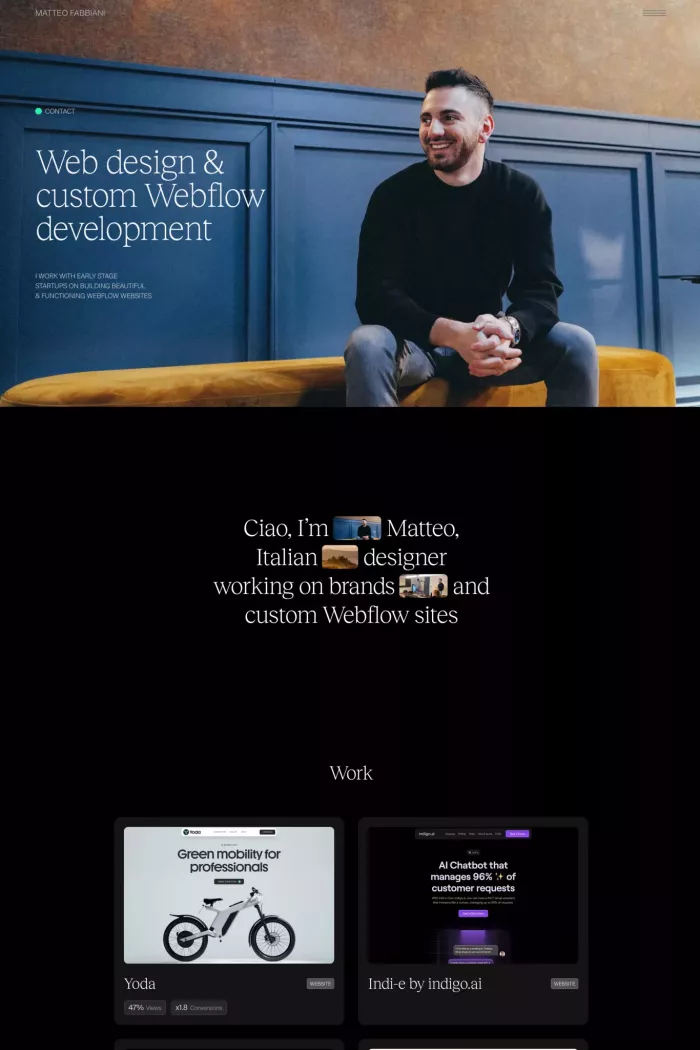 MATTEO FABBIANI
CONTACT
Web design &
custom Webflow
development
I WORK WITH EARLY STAGE
STARTUPS ON BUILDING BEAUTIFUL
& FUNCTIONING WEBFLOW WEBSITES
Ciao, I'm Matteo,
Italian designer
working on brands and
custom Webflow sites
Work
Yoda
Green mobility for
professionals
indigo.ai
AI Chatbot that
manages 96% ✨ of
customer requests
Yoda WEBSITE
47% Views x1.8 Conversions
Indi-e by indigo.ai WEBSITE